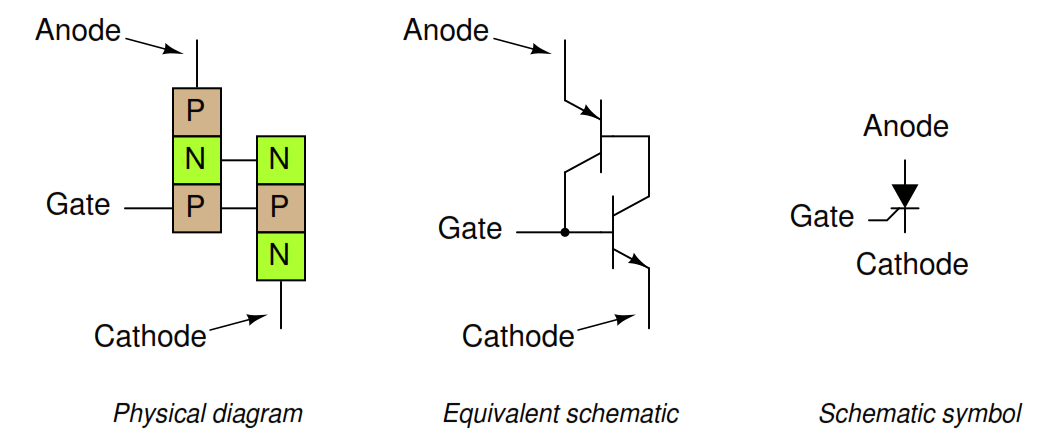 Anode
P
N N
Gate P P
N
Cathode
Physical diagram
Anode
Gate
Cathode
Equivalent schematic
Anode
Gate
Cathode
Schematic symbol